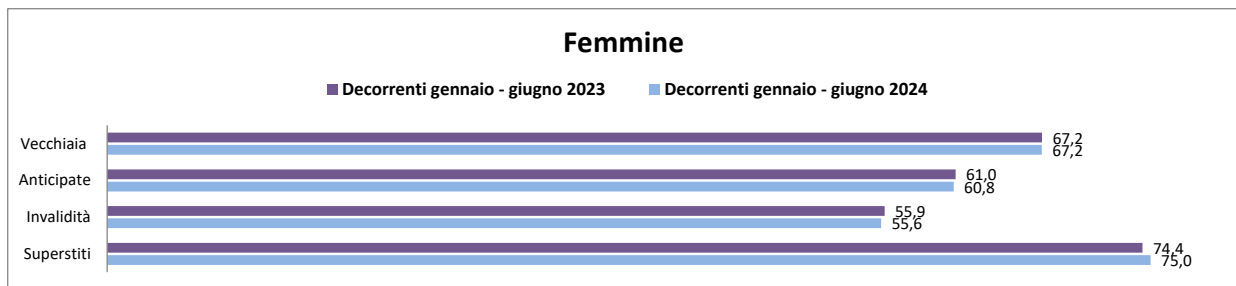 Femmine
Decorrenti gennaio - giugno 2023 Decorrenti gennaio - giugno 2024
Vecchiaia 67,2
67,2
Anticipate 61,0
60,8
Invalidità 55,9
55,6
Superstiti 74,4
75,0